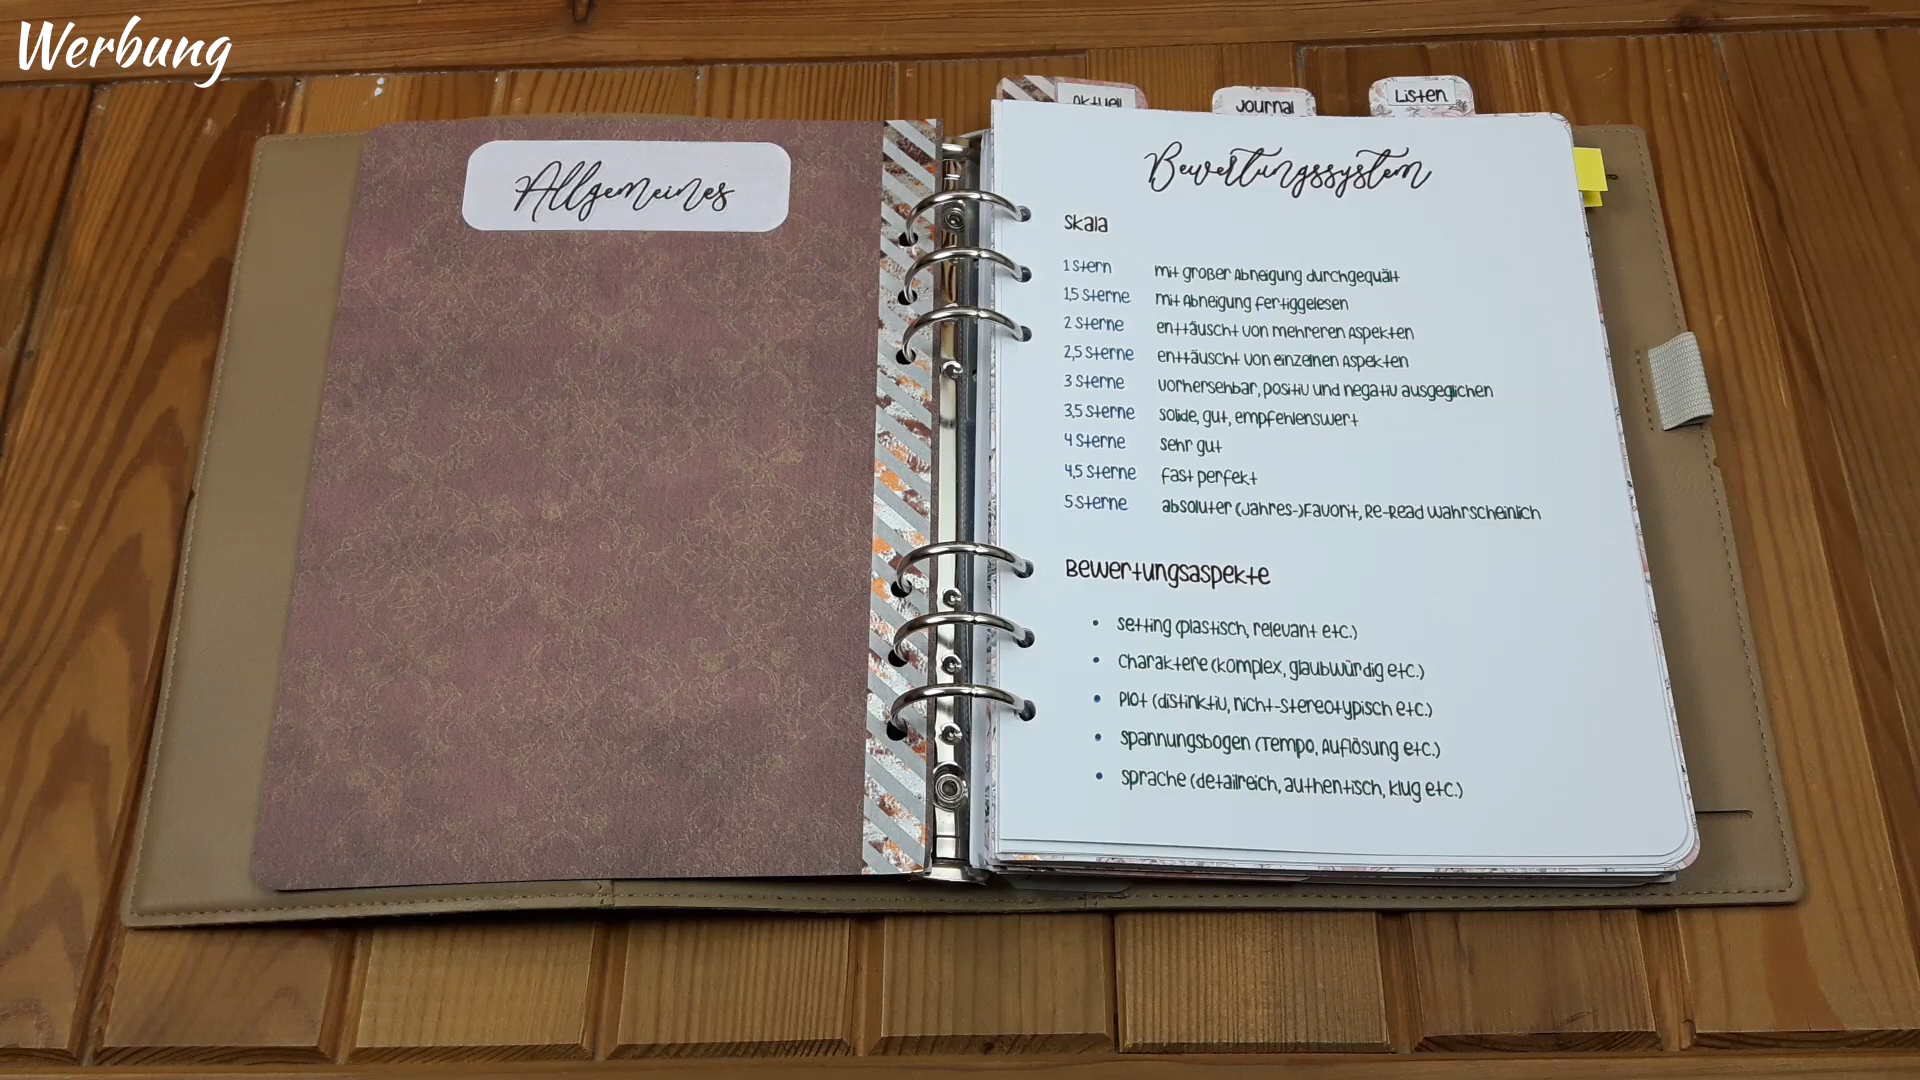 Werbung
Allgemeines
Aktuell
Journal
Listen
Bewertungssystem
Skala
1 Stern mit großer Abneigung durchgequält
1,5 Sterne mit Abneigung fertiggelesen
2 Sterne enttäuscht von mehreren Aspekten
2,5 Sterne enttäuscht von einzelnen Aspekten
3 Sterne vorhersehbar, positiv und negativ ausgeglichen
3,5 Sterne solide, gut, empfehlenswert
4 Sterne sehr gut
4,5 Sterne fast perfekt
5 Sterne absoluter (Jahres-)Favorit, Re-Read wahrscheinlich
Bewertungsaspekte
• Setting (plastisch, relevant etc.)
• Charaktere (komplex, glaubwürdig etc.)
• Plot (distinktiv, nicht-stereotypisch etc.)
• Spannungsbogen (Tempo, Auflösung etc.)
• Sprache (detailreich, authentisch, klug etc.)